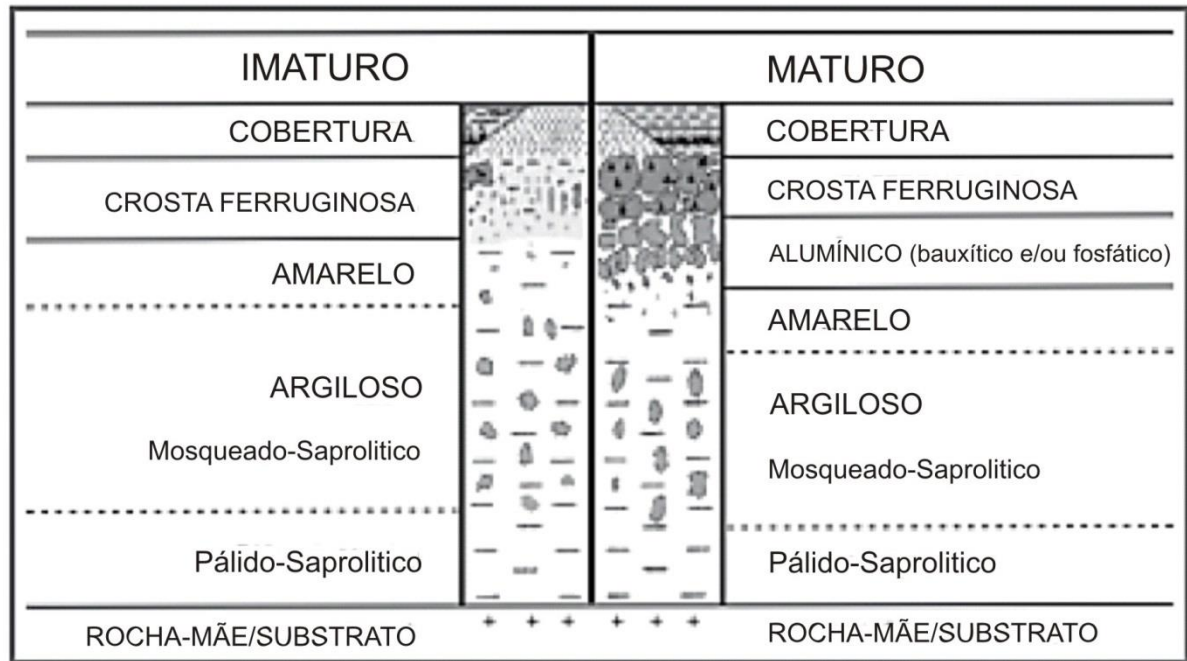 IMATURO
COBERTURA
CROSTA FERRUGINOSA
AMARELO
ARGILOSO
Mosqueado-Saprolitico
Pálido-Saprolitico
ROCHA-MÃE/SUBSTRATO
MATURO
COBERTURA
CROSTA FERRUGINOSA
ALUMÍNICO (bauxítico e/ou fosfático)
AMARELO
ARGILOSO
Mosqueado-Saprolitico
Pálido-Saprolitico
ROCHA-MÃE/SUBSTRATO